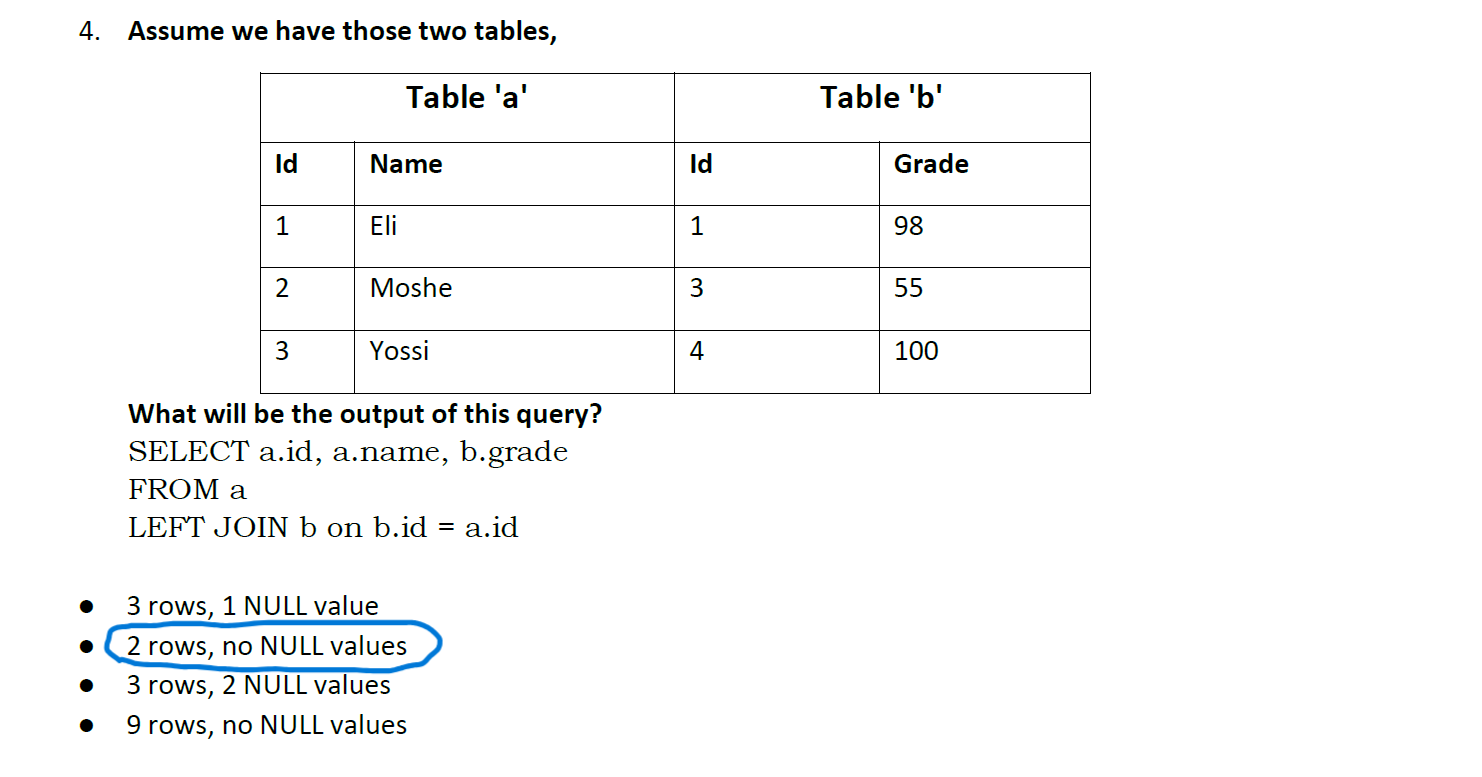 4. Assume we have those two tables,
Table 'a' Table 'b'
Id Name Id Grade
1 Eli 1 98
2 Moshe 3 55
3 Yossi 4 100
What will be the output of this query?
SELECT a.id, a.name, b.grade
FROM a
LEFT JOIN b on b.id = a.id
● 3 rows, 1 NULL value
● 2 rows, no NULL values
● 3 rows, 2 NULL values
● 9 rows, no NULL values